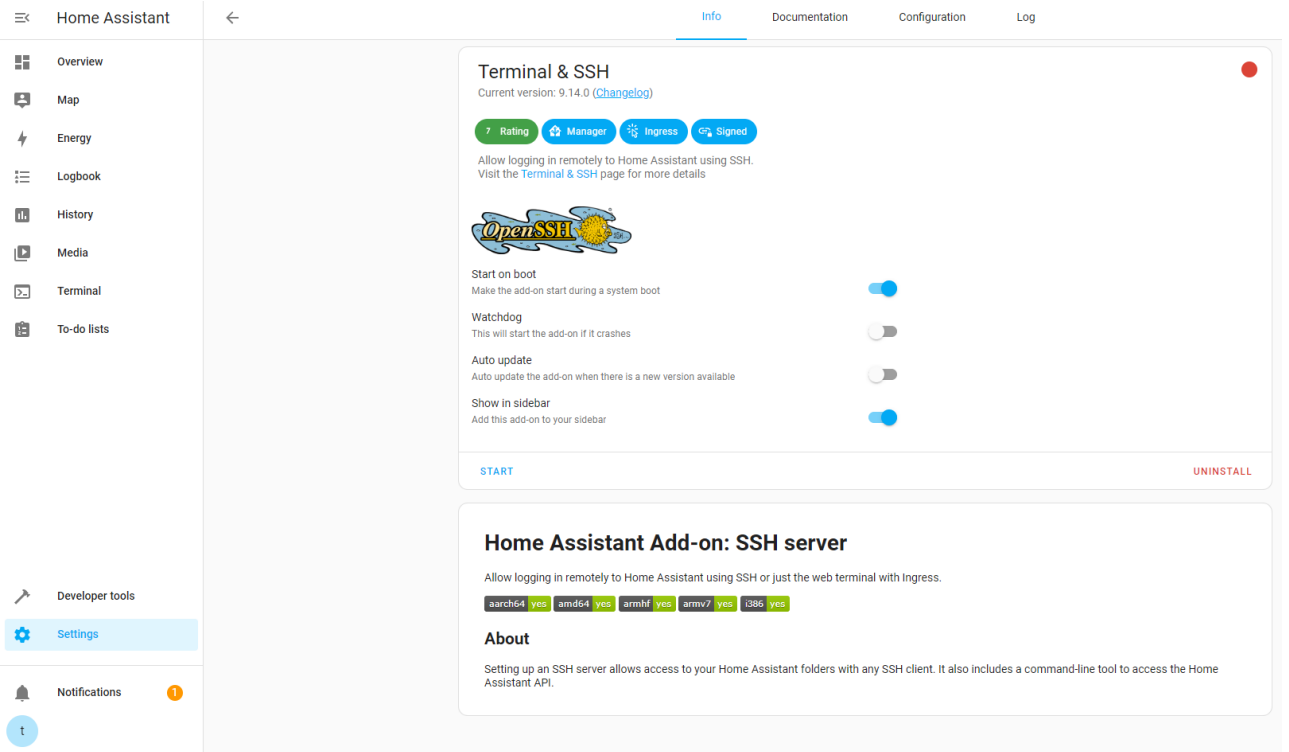 Home Assistant
Info
Documentation
Configuration
Log
Overview
Map
Energy
Logbook
History
Media
Terminal
To-do lists
Developer tools
Settings
Notifications
1
t
Terminal & SSH
Current version: 9.14.0 (Changelog)
7 Rating
Manager
Ingress
Signed
Allow logging in remotely to Home Assistant using SSH.
Visit the Terminal & SSH page for more details
OpenSSH
Start on boot
Make the add-on start during a system boot
Watchdog
This will start the add-on if it crashes
Auto update
Auto update the add-on when there is a new version available
Show in sidebar
Add this add-on to your sidebar
START
UNINSTALL
Home Assistant Add-on: SSH server
Allow logging in remotely to Home Assistant using SSH or just the web terminal with Ingress.
aarch64 yes amd64 yes armhf yes armv7 yes i386 yes
About
Setting up an SSH server allows access to your Home Assistant folders with any SSH client. It also includes a command-line tool to access the Home
Assistant API.